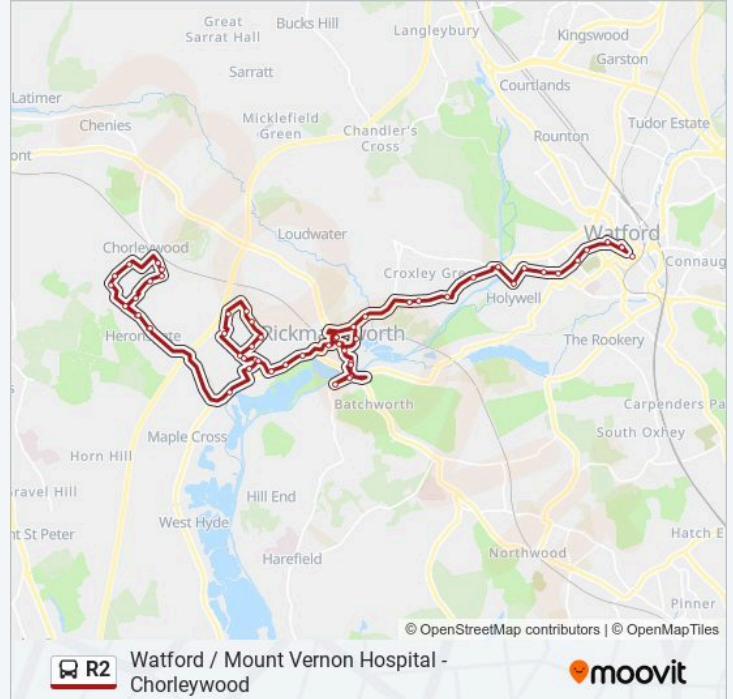 Great
Sarrat Hall
Bucks Hill
Langleybury
Kingswood
Garston
Sarratt
Courtlands
Latimer
Micklefield
Green
Chenies
Chandler's
Cross
Tudor Estate
Rounton
ont
Loudwater
Watford
Chorleywood
Connaug
Croxley Gre
Holywell
Heron
gate
Rickmansworth
The Rookery
Batchworth
Carpenders Pa
Maple Cross
South Oxhey
Horn Hill
Gravel Hill
Hill End
West Hyde
nt St Peter
Hatch E
Harefield
Northwood
Pinner
© OpenStreetMap contributors | © OpenMapTiles
R2
Watford / Mount Vernon Hospital -
Chorleywood
moovit